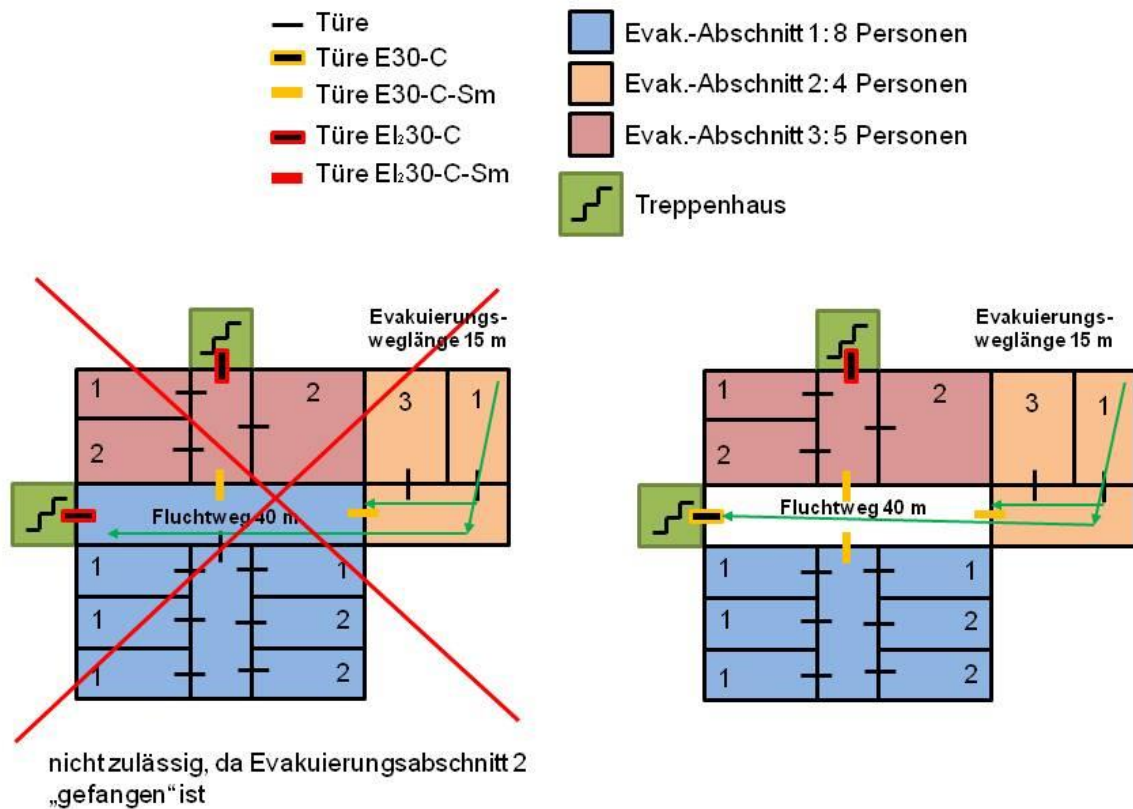 Türe
Türe E30-C
Türe E30-C-Sm
Türe EI₂30-C
Türe EI₂30-C-Sm
Evak.-Abschnitt 1: 8 Personen
Evak.-Abschnitt 2: 4 Personen
Evak.-Abschnitt 3: 5 Personen
Treppenhaus
Evakuierungs-
weglänge 15 m
1
2
3
1
2
Fluchtweg 40 m
1
1
1
2
1
2
nicht zulässig, da Evakuierungsabschnitt 2
„gefangen“ ist
Evakuierungs-
weglänge 15 m
1
2
3
1
2
Fluchtweg 40 m
1
1
1
2
1
2